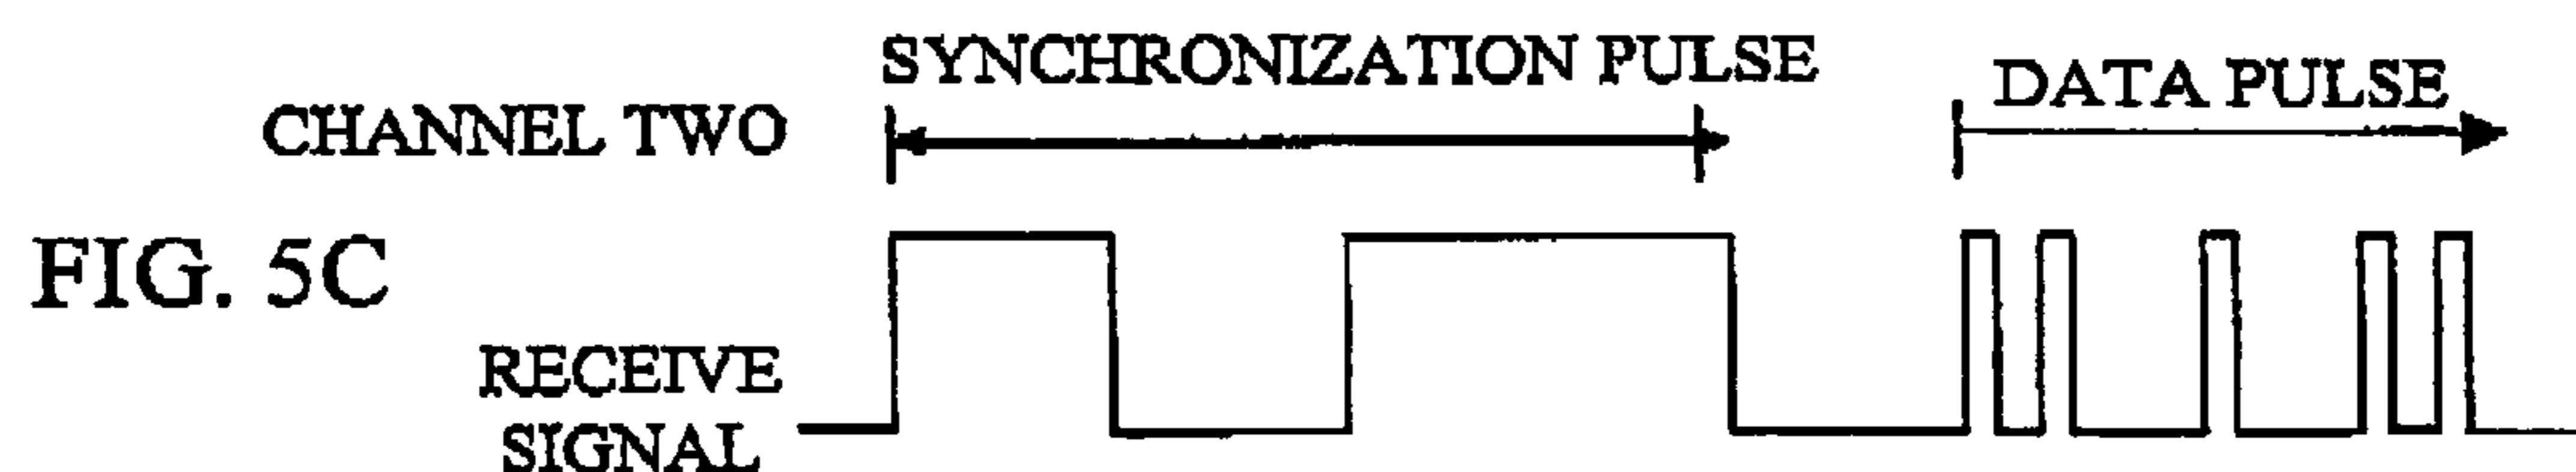 SYNCHRONIZATION PULSE
DATA PULSE
CHANNEL TWO
FIG. 5C
RECEIVE
SIGNAL